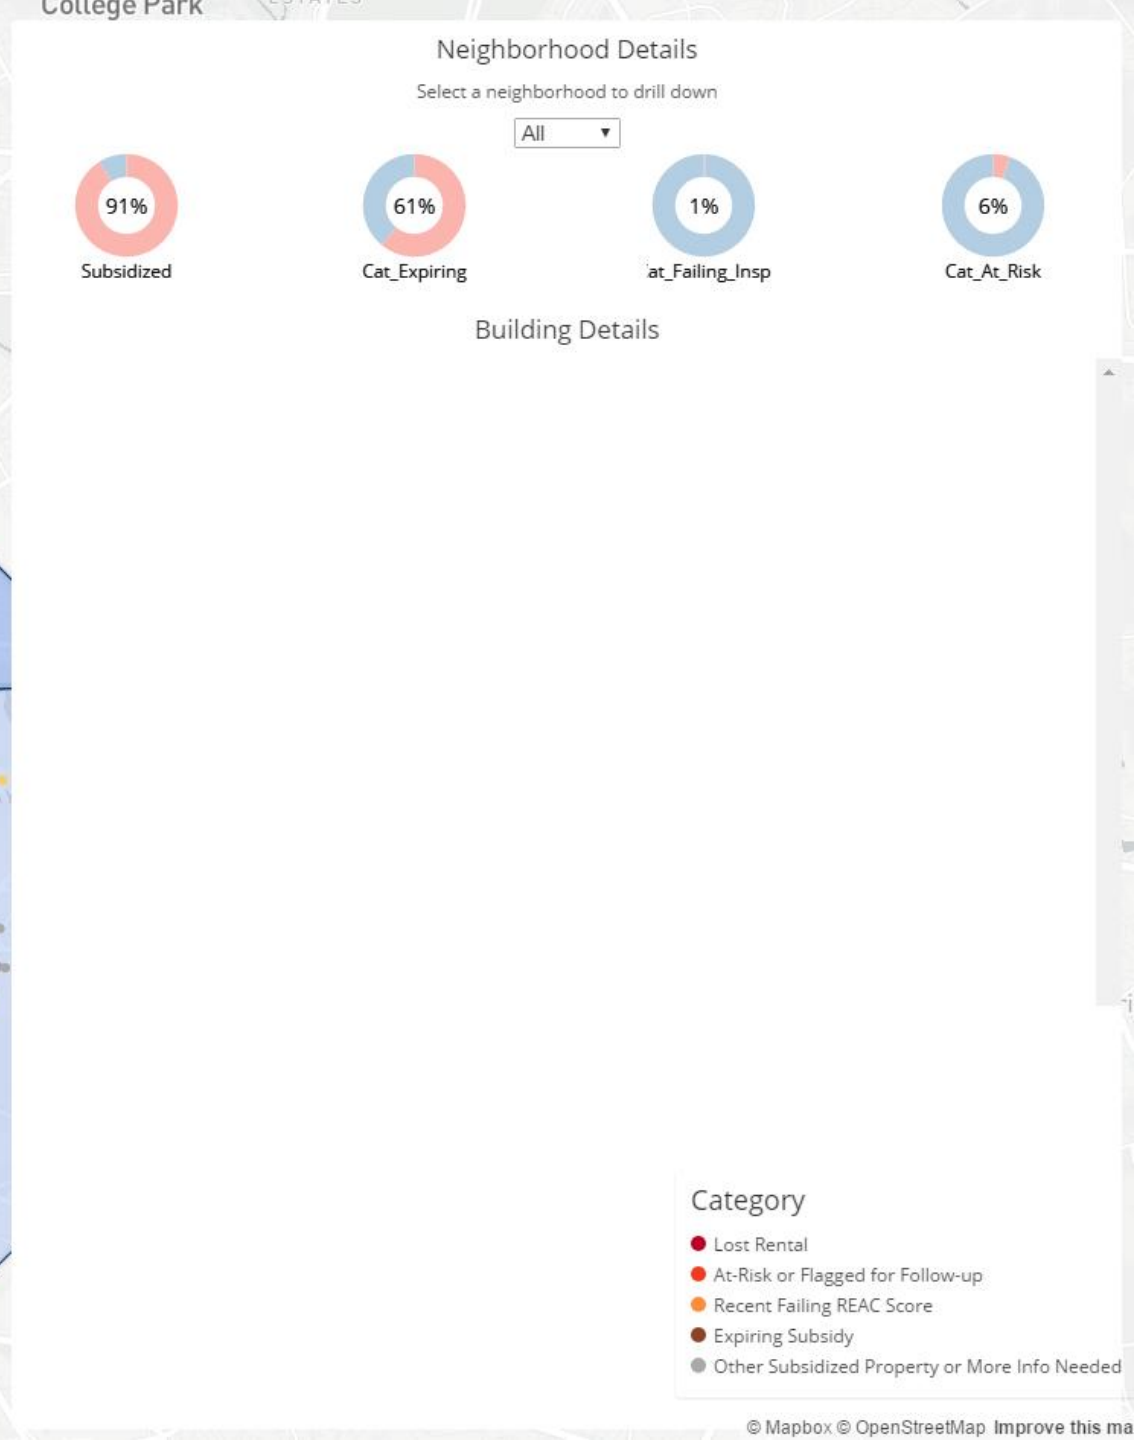 College Park
ESTATES
Neighborhood Details
Select a neighborhood to drill down
All
91%
61%
1%
6%
Subsidized
Cat_Expiring
at_Failing_Insp
Cat_At_Risk
Building Details
Category
Lost Rental
At-Risk or Flagged for Follow-up
Recent Failing REAC Score
Expiring Subsidy
Other Subsidized Property or More Info Needed
© Mapbox © OpenStreetMap Improve this ma